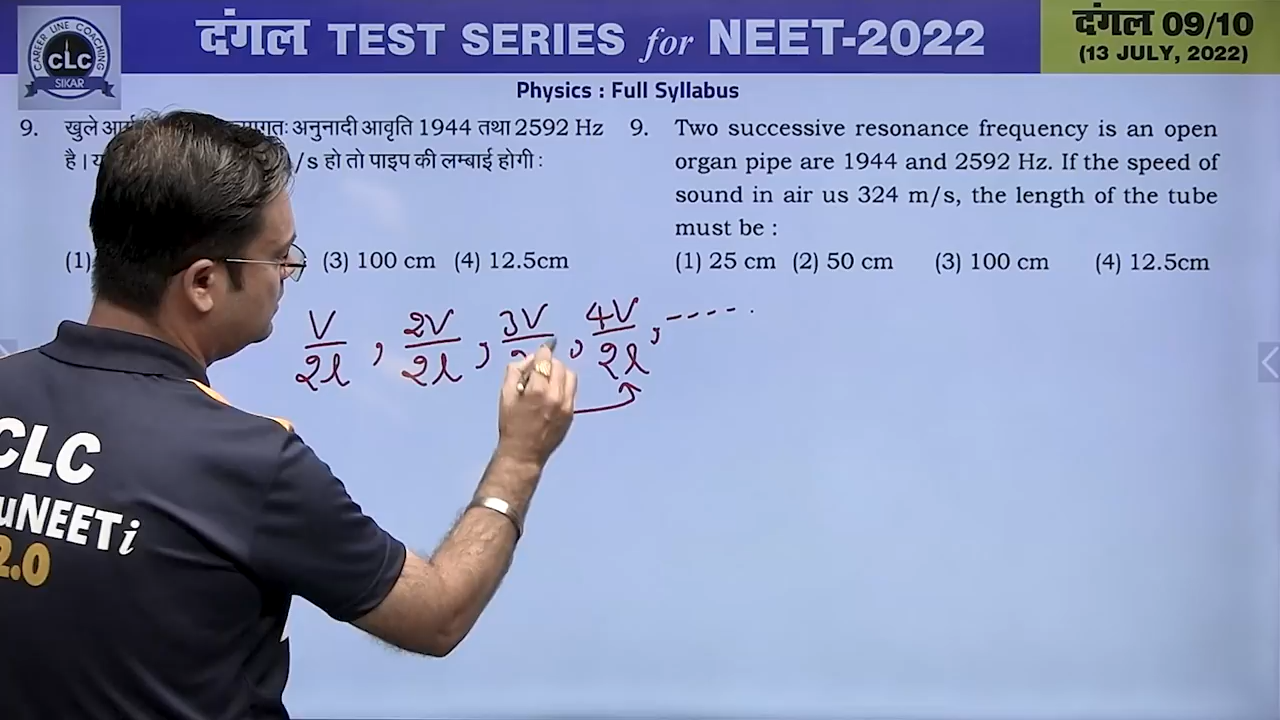 CAREER LINE COACHING
CLC
SIKAR
दंगल TEST SERIES for NEET-2022
दंगल 09/10
(13 JULY, 2022)
Physics : Full Syllabus
9. खुले अनुनादी आवृति 1944 तथा 2592 Hz
है। /s हो तो पाइप की लम्बाई होगी :
(1) (3) 100 cm (4) 12.5cm
9. Two successive resonance frequency is an open
organ pipe are 1944 and 2592 Hz. If the speed of
sound in air us 324 m/s, the length of the tube
must be :
(1) 25 cm (2) 50 cm (3) 100 cm (4) 12.5cm
V/2l , 2V/2l , 3V , 4V/2l , -----.
CLC
uNEETi
2.0